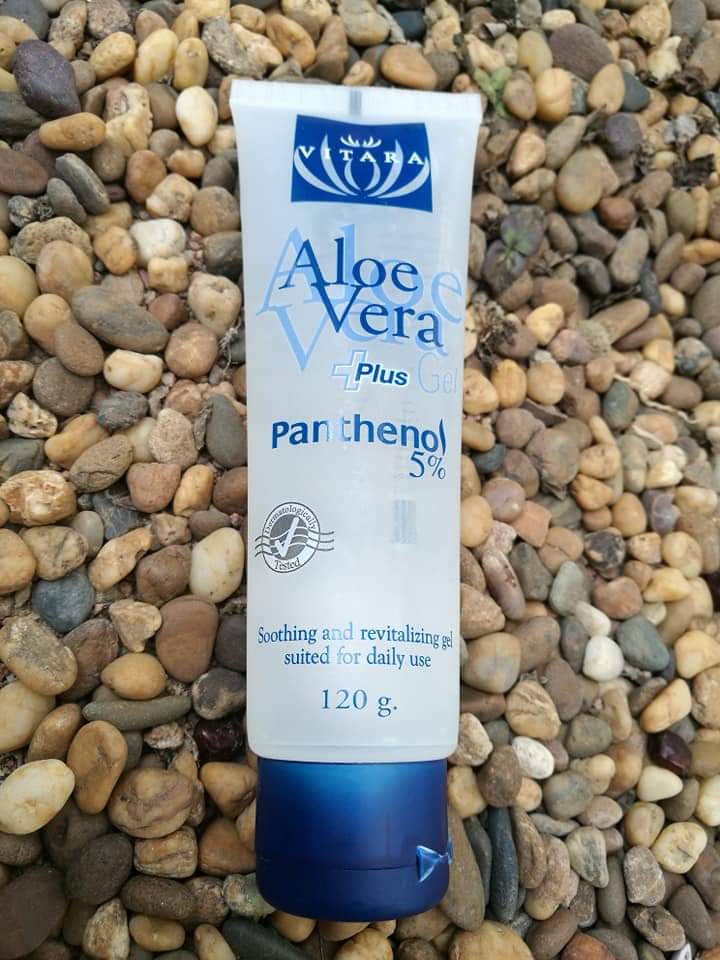 VITARA
Aloe
Vera
Plus Gel
Panthenol
5%
Dermatologically
Tested
Soothing and revitalizing gel
suited for daily use
120 g.